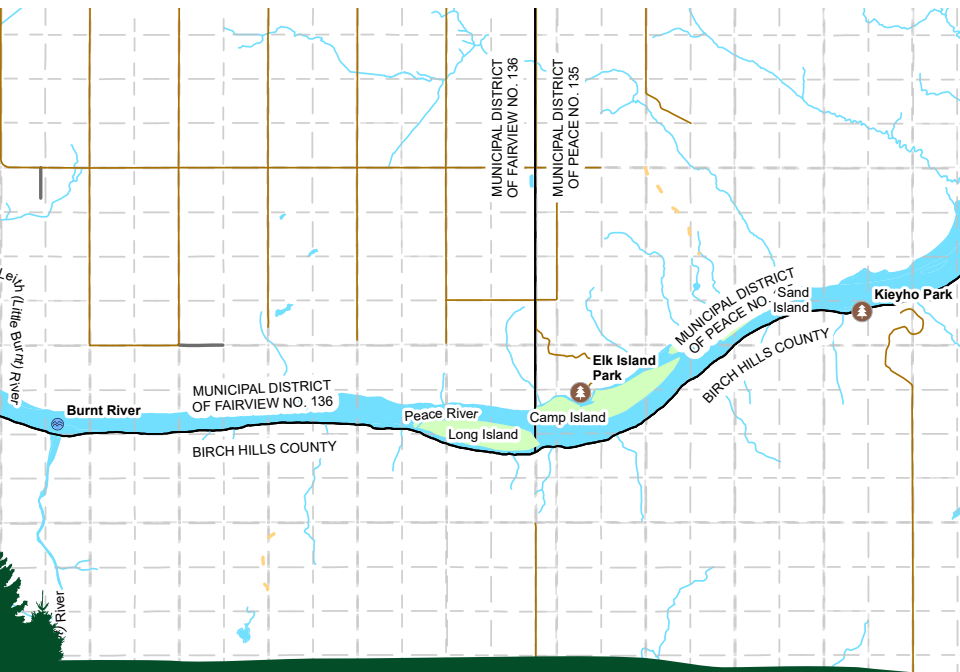 MUNICIPAL DISTRICT
OF FAIRVIEW NO. 136
MUNICIPAL DISTRICT
OF PEACE NO. 135
Leith (Little Burnt) River
MUNICIPAL DISTRICT
OF PEACE NO.
Sand
Island
Kieyho Park
BIRCH HILLS COUNTY
Elk Island
Park
MUNICIPAL DISTRICT
OF FAIRVIEW NO. 136
Burnt River
Peace River
Camp Island
Long Island
BIRCH HILLS COUNTY
River